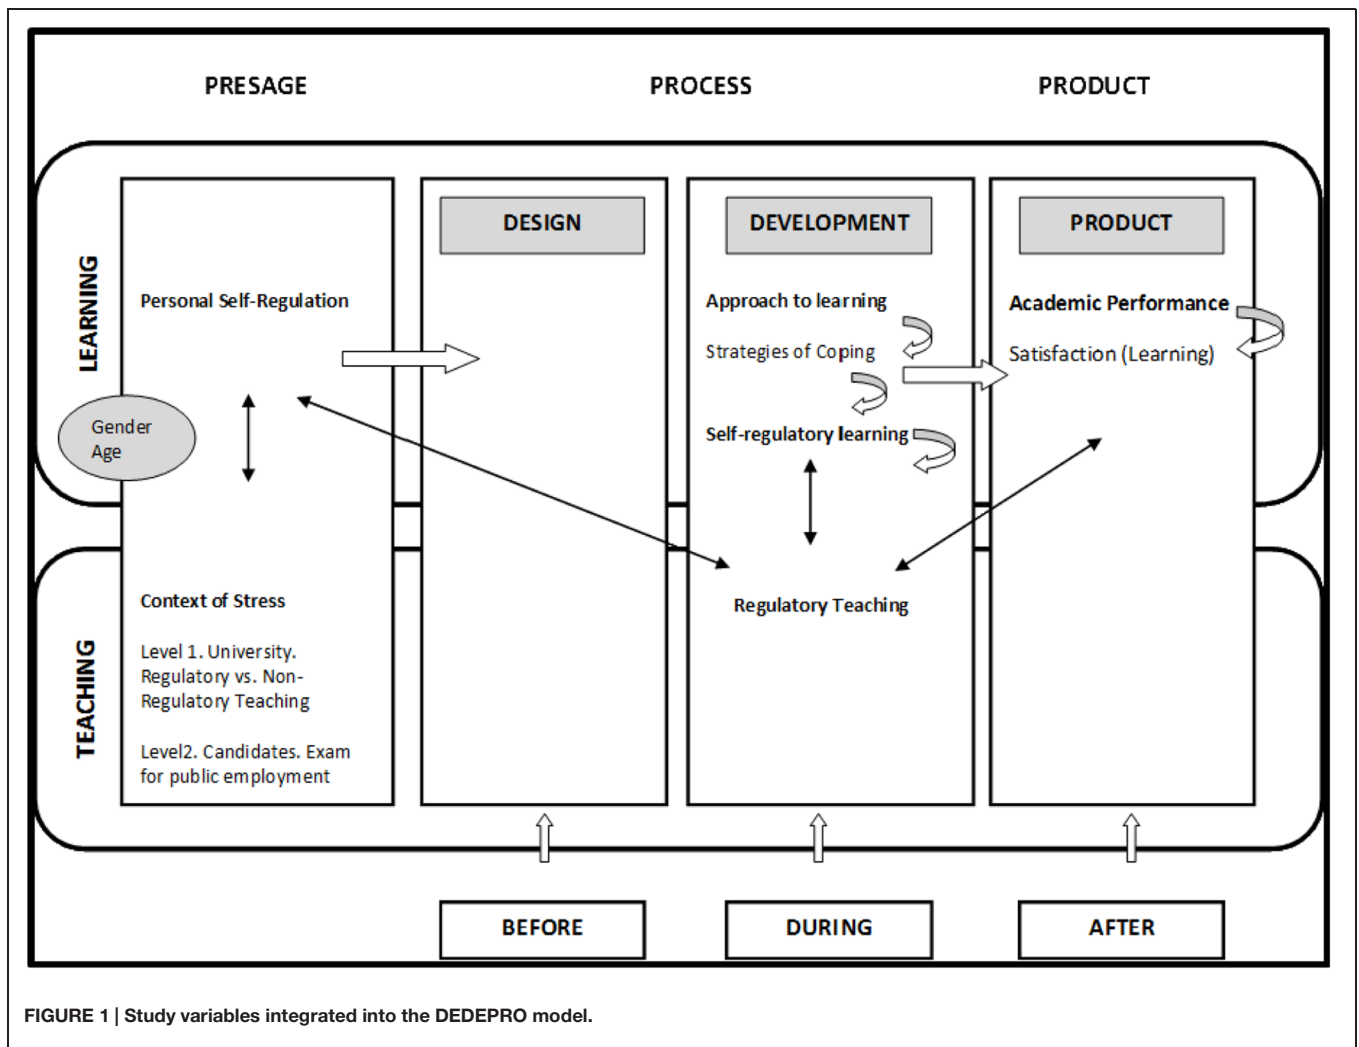 PRESAGE
PROCESS
PRODUCT
LEARNING
Personal Self-Regulation
Gender
Age
DESIGN
DEVELOPMENT
Approach to learning
Strategies of Coping
Self-regulatory learning
PRODUCT
Academic Performance
Satisfaction (Learning)
TEACHING
Context of Stress
Level 1. University.
Regulatory vs. Non-
Regulatory Teaching
Level2. Candidates. Exam
for public employment
Regulatory Teaching
BEFORE
DURING
AFTER
FIGURE 1 | Study variables integrated into the DEDEPRO model.